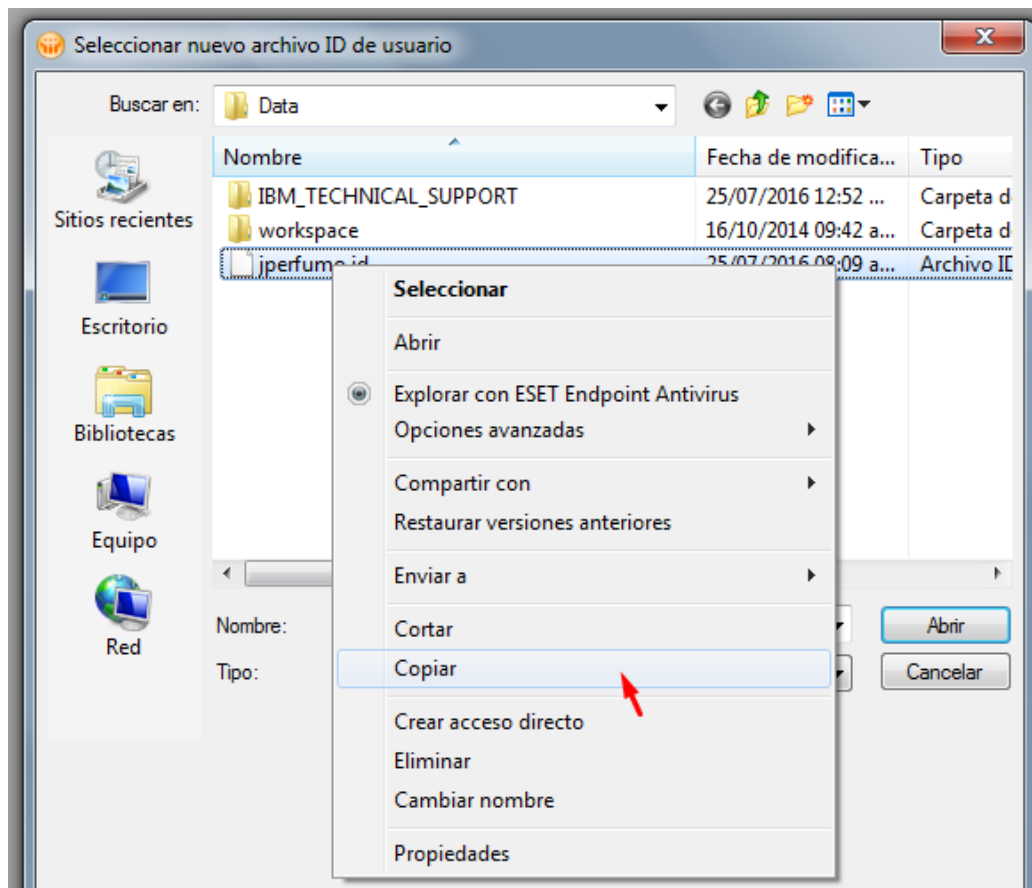 Seleccionar nuevo archivo ID de usuario
Buscar en: Data
Nombre Fecha de modifica... Tipo
IBM_TECHNICAL_SUPPORT 25/07/2016 12:52 ... Carpeta d
workspace 16/10/2014 09:42 a... Carpeta d
jperfumo.id 25/07/2016 08:09 a... Archivo ID
Sitios recientes
Escritorio
Bibliotecas
Equipo
Red
Seleccionar
Abrir
Explorar con ESET Endpoint Antivirus
Opciones avanzadas
Compartir con
Restaurar versiones anteriores
Enviar a
Cortar
Copiar
Crear acceso directo
Eliminar
Cambiar nombre
Propiedades
Nombre: Abrir
Tipo: Cancelar